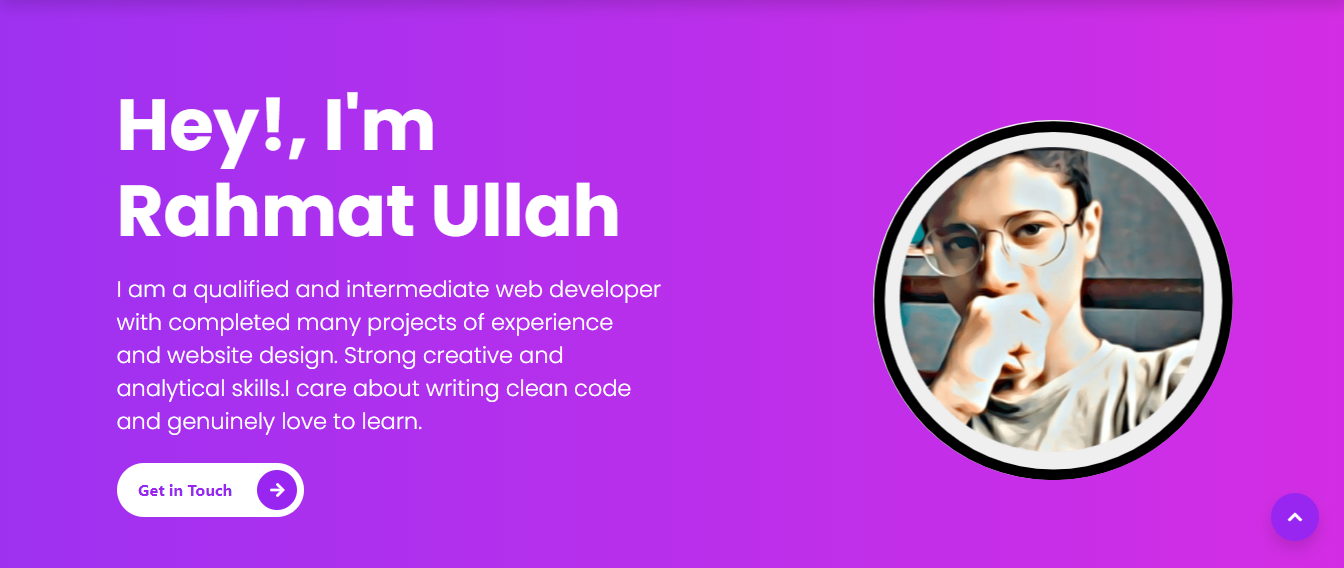 Hey!, I'm
Rahmat Ullah
I am a qualified and intermediate web developer
with completed many projects of experience
and website design. Strong creative and
analytical skills.I care about writing clean code
and genuinely love to learn.
Get in Touch